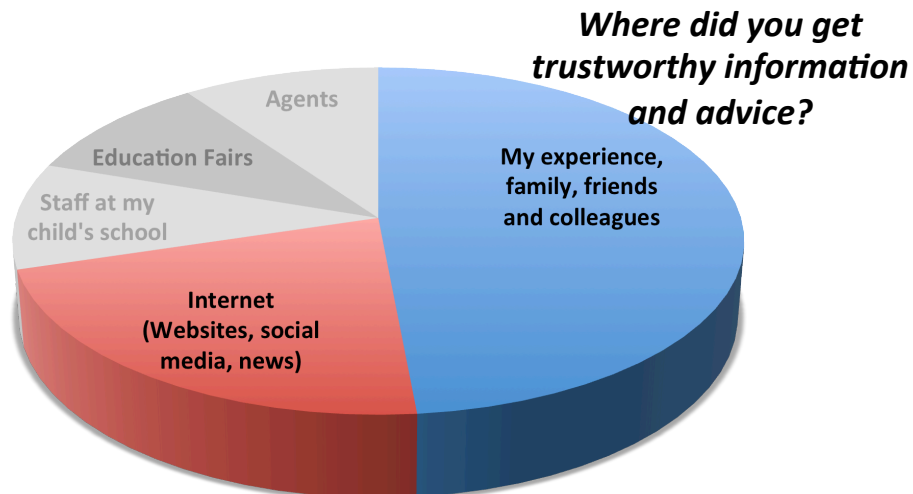 Where did you get
trustworthy information
and advice?
Agents
My experience,
family, friends
and colleagues
Education Fairs
Staff at my
child's school
Internet
(Websites, social
media, news)